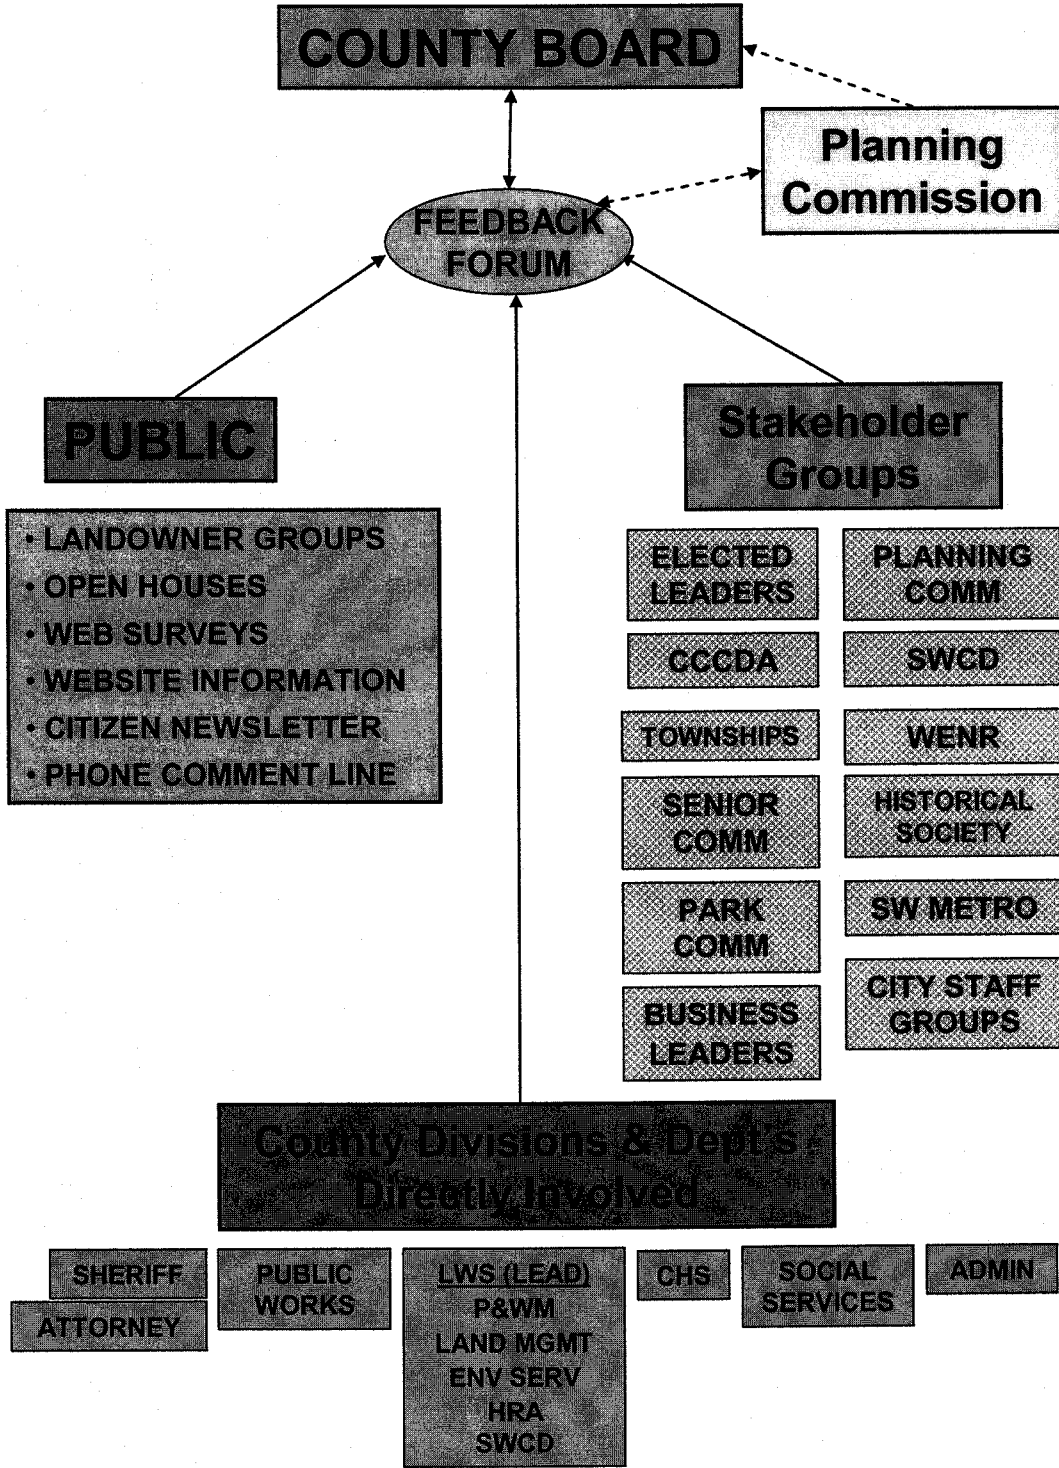 COUNTY BOARD
Planning
Commission
FEEDBACK
FORUM
PUBLIC
• LANDOWNER GROUPS
• OPEN HOUSES
• WEB SURVEYS
• WEBSITE INFORMATION
• CITIZEN NEWSLETTER
• PHONE COMMENT LINE
Stakeholder
Groups
ELECTED
LEADERS
PLANNING
COMM
CCCDA
SWCD
TOWNSHIPS
WENR
SENIOR
COMM
HISTORICAL
SOCIETY
PARK
COMM
SW METRO
BUSINESS
LEADERS
CITY STAFF
GROUPS
County Divisions & Dept's
Directly Involved
SHERIFF
ATTORNEY
PUBLIC
WORKS
LWS (LEAD)
P&WM
LAND MGMT
ENV SERV
HRA
SWCD
CHS
SOCIAL
SERVICES
ADMIN